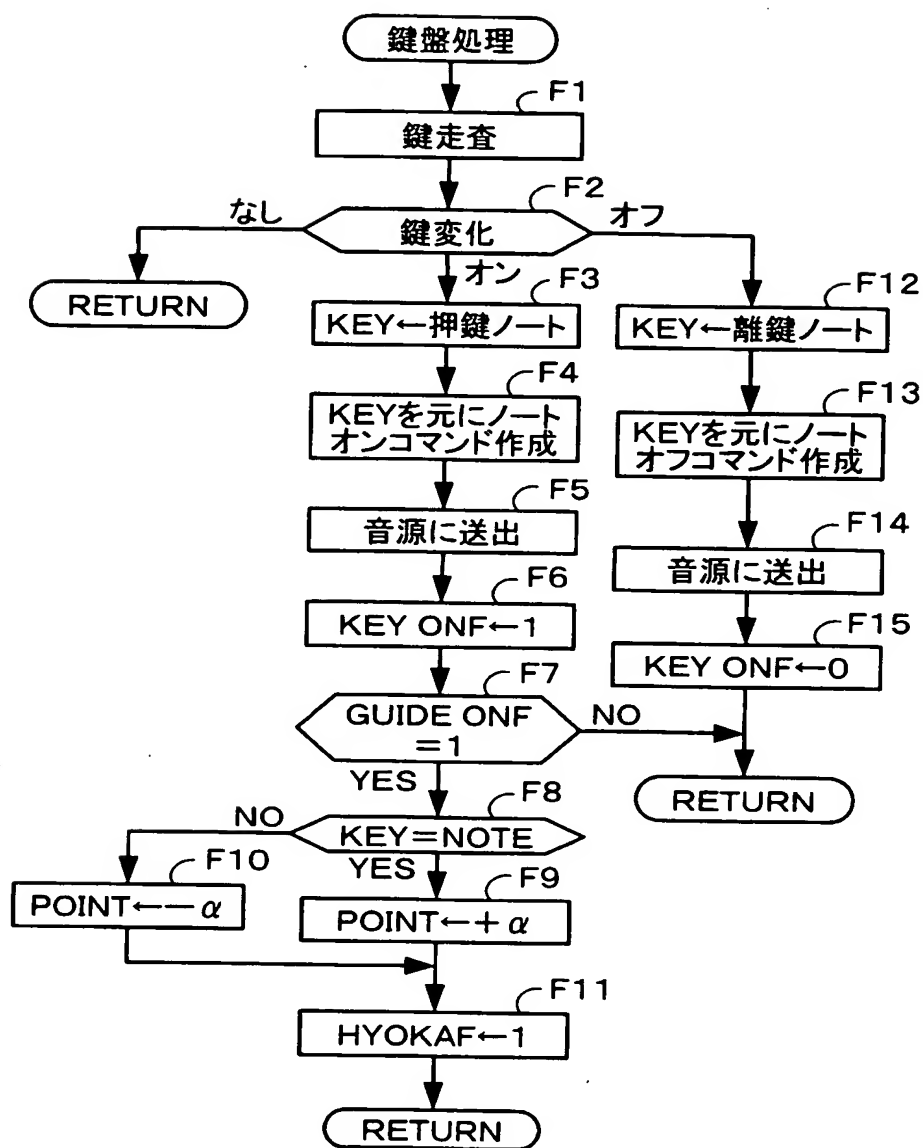 鍵盤処理
F1
鍵走査
F2
なし
鍵変化
オフ
オン
RETURN
F3
KEY←押鍵ノート
F12
KEY←離鍵ノート
F4
KEYを元にノート
オンコマンド作成
F13
KEYを元にノート
オフコマンド作成
F5
音源に送出
F14
音源に送出
F6
KEY ONF←1
F15
KEY ONF←0
F7
GUIDE ONF
=1
NO
YES
RETURN
F8
KEY=NOTE
NO
YES
F10
POINT←−α
F9
POINT←+α
F11
HYOKAF←1
RETURN